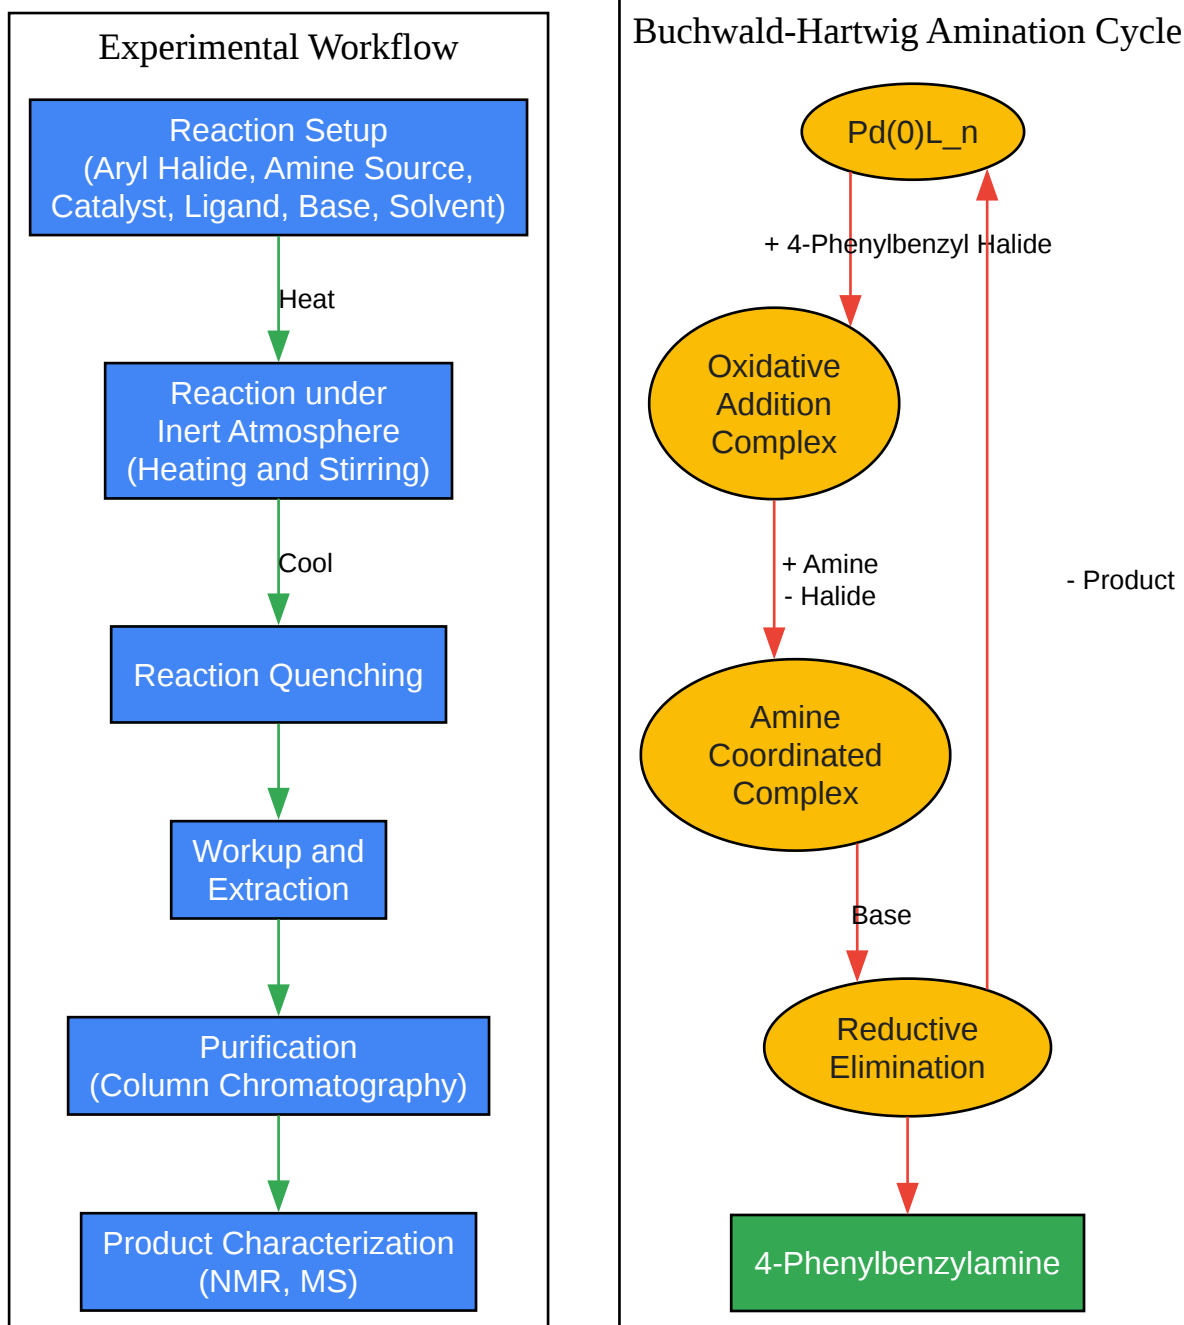 Experimental Workflow
Reaction Setup
(Aryl Halide, Amine Source,
Catalyst, Ligand, Base, Solvent)
Heat
Reaction under
Inert Atmosphere
(Heating and Stirring)
Cool
Reaction Quenching
Workup and
Extraction
Purification
(Column Chromatography)
Product Characterization
(NMR, MS)
Buchwald-Hartwig Amination Cycle
Pd(0)L_n
+ 4-Phenylbenzyl Halide
Oxidative
Addition
Complex
+ Amine
- Halide
- Product
Amine
Coordinated
Complex
Base
Reductive
Elimination
4-Phenylbenzylamine